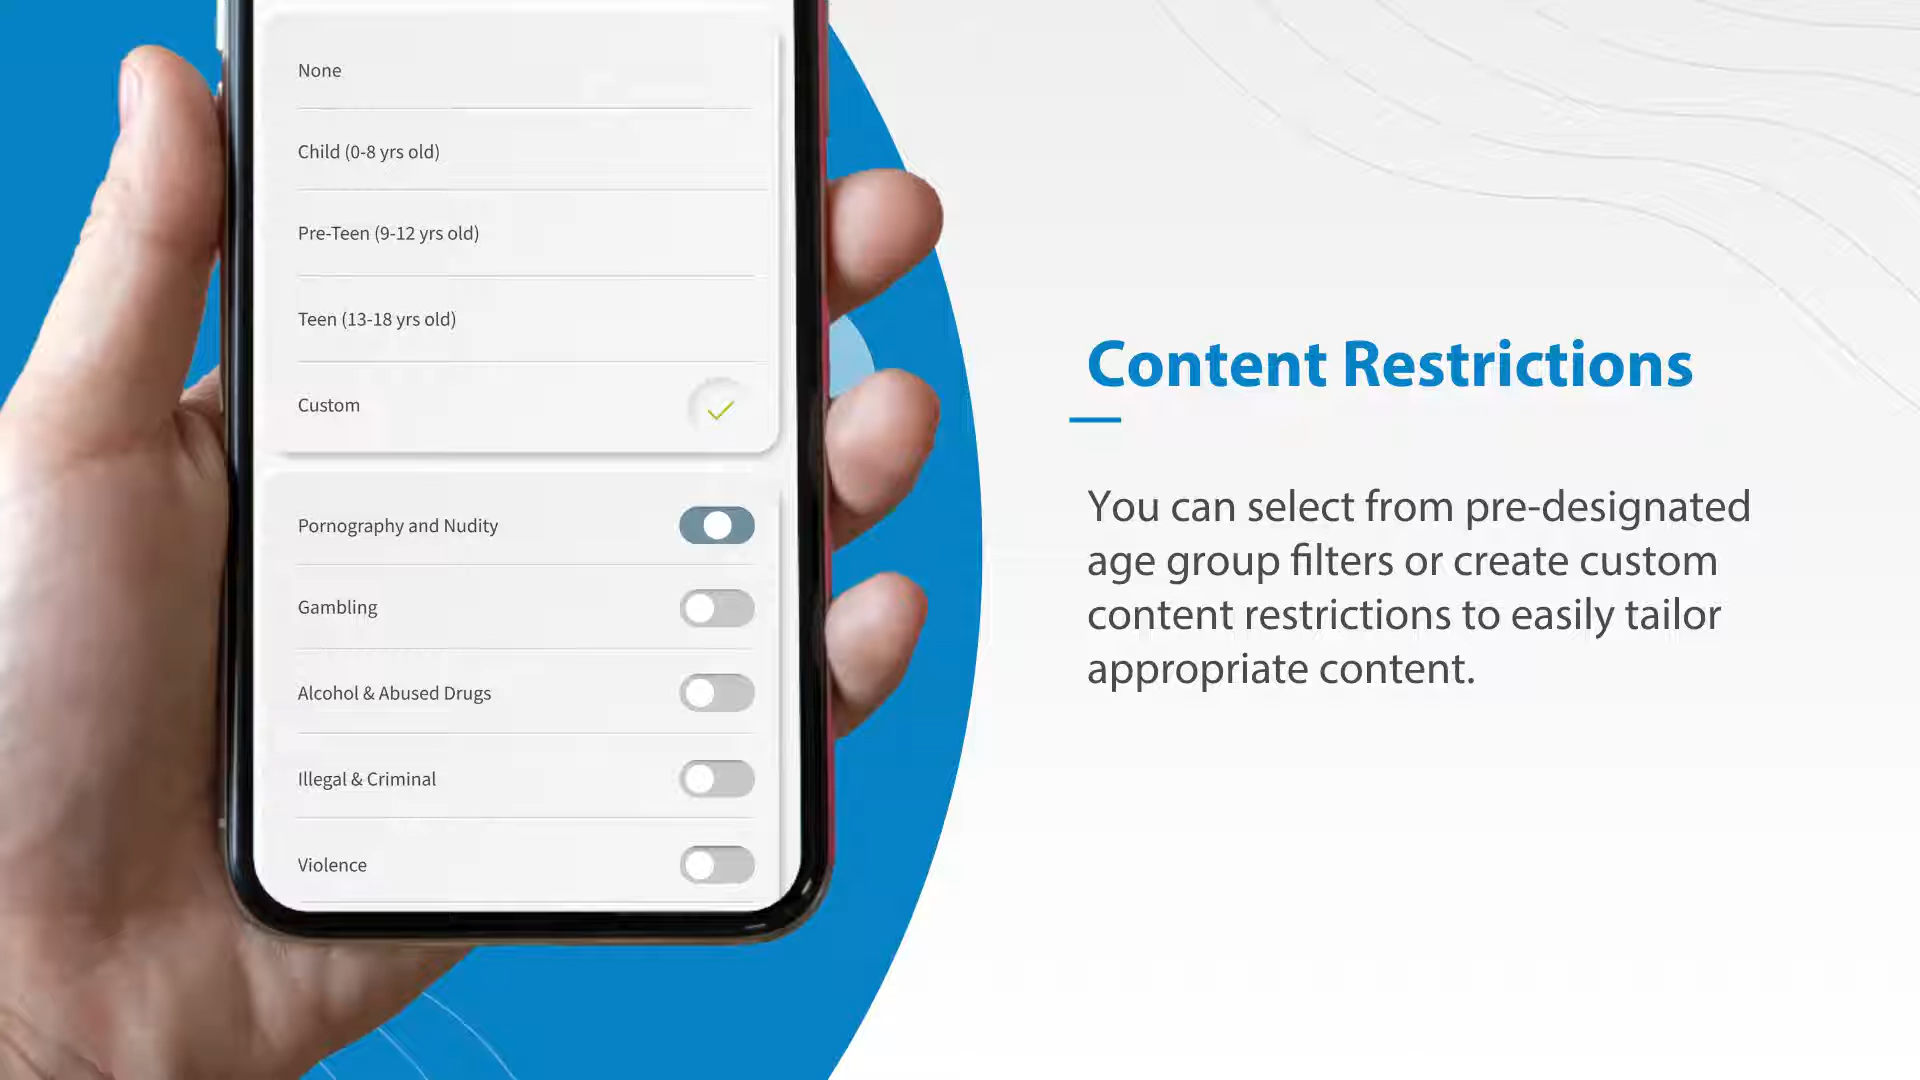 None
Child (0-8 yrs old)
Pre-Teen (9-12 yrs old)
Teen (13-18 yrs old)
Custom
Pornography and Nudity
Gambling
Alcohol & Abused Drugs
Illegal & Criminal
Violence
Content Restrictions
You can select from pre-designated
age group filters or create custom
content restrictions to easily tailor
appropriate content.